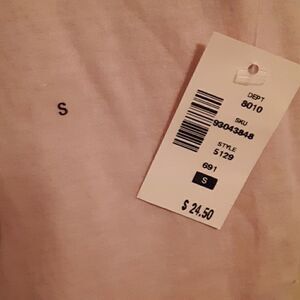 S
DEPT
8010
SKU
93043848
STYLE
5129
691
S
$ 24.50